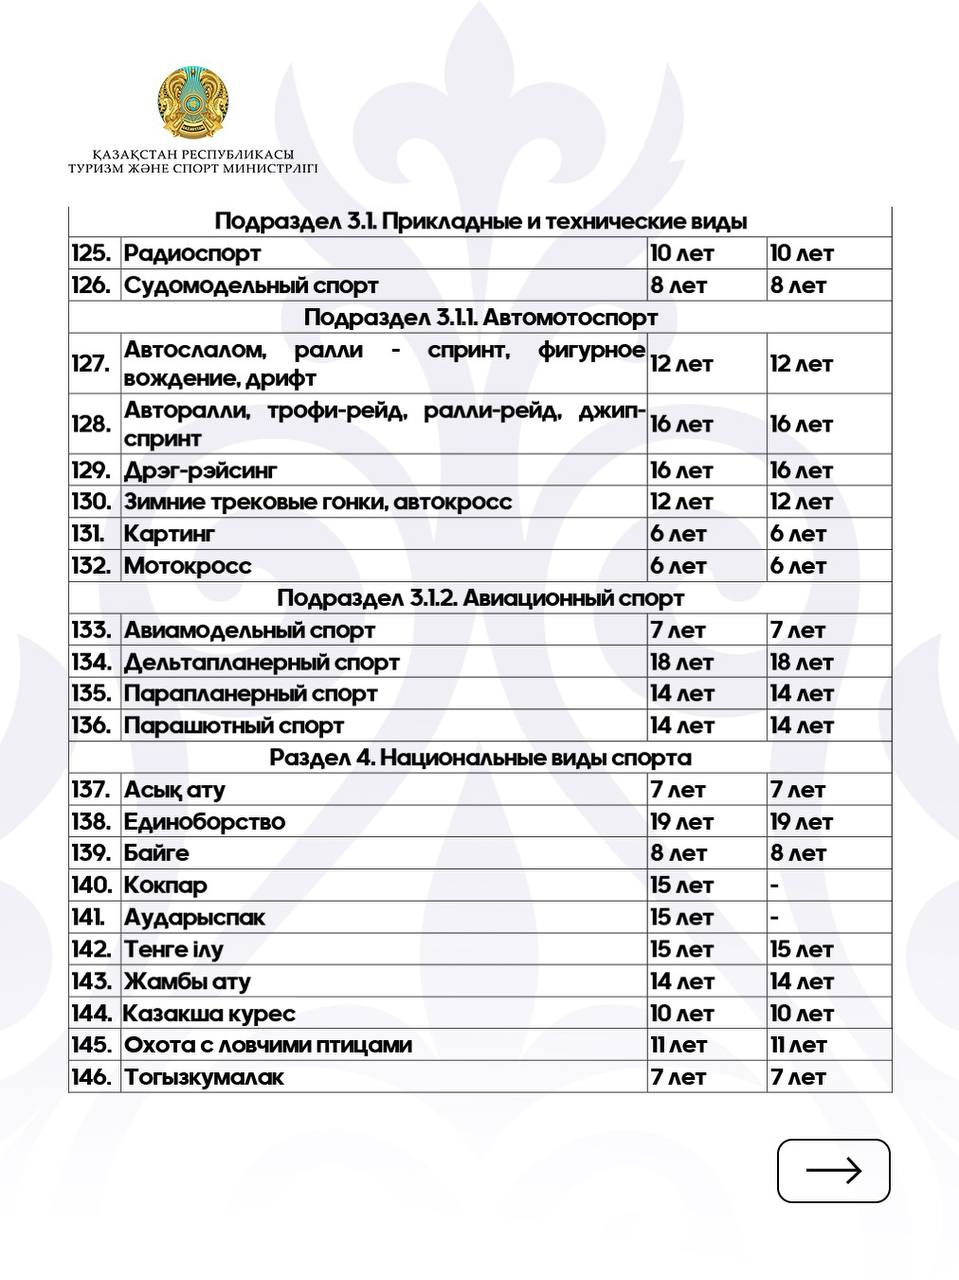 ҚАЗАҚСТАН РЕСПУБЛИКАСЫ
ТУРИЗМ ЖӘНЕ СПОРТ МИНИСТРЛІГІ
Подраздел 3.1. Прикладные и технические виды
125. Радиоспорт 10 лет 10 лет
126. Судомодельный спорт 8 лет 8 лет
Подраздел 3.1.1. Автомотоспорт
127. Автослалом, ралли - спринт, фигурное 12 лет 12 лет
вождение, дрифт
128. Авторалли, трофи-рейд, ралли-рейд, джип- 16 лет 16 лет
спринт
129. Дрэг-рэйсинг 16 лет 16 лет
130. Зимние трековые гонки, автокросс 12 лет 12 лет
131. Картинг 6 лет 6 лет
132. Мотокросс 6 лет 6 лет
Подраздел 3.1.2. Авиационный спорт
133. Авиамодельный спорт 7 лет 7 лет
134. Дельтапланерный спорт 18 лет 18 лет
135. Парапланерный спорт 14 лет 14 лет
136. Парашютный спорт 14 лет 14 лет
Раздел 4. Национальные виды спорта
137. Асық ату 7 лет 7 лет
138. Единоборство 19 лет 19 лет
139. Байге 8 лет 8 лет
140. Кокпар 15 лет -
141. Аударыспак 15 лет -
142. Тенге ілу 15 лет 15 лет
143. Жамбы ату 14 лет 14 лет
144. Казакша курес 10 лет 10 лет
145. Охота с ловчими птицами 11 лет 11 лет
146. Тогызкумалак 7 лет 7 лет